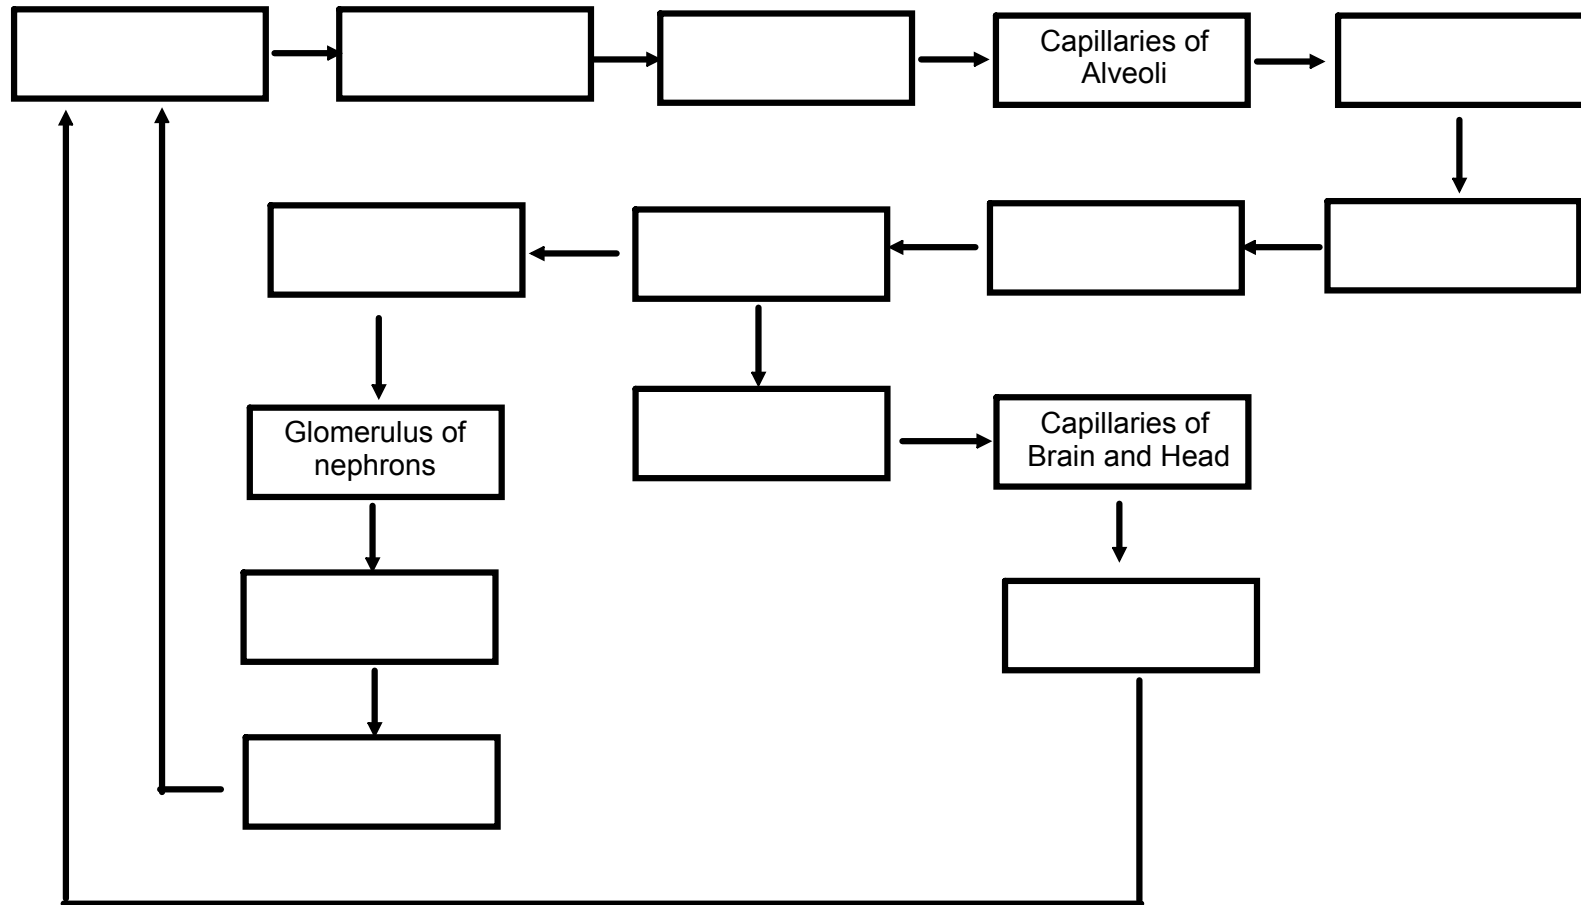 Capillaries of
Alveoli
Glomerulus of
nephrons
Capillaries of
Brain and Head